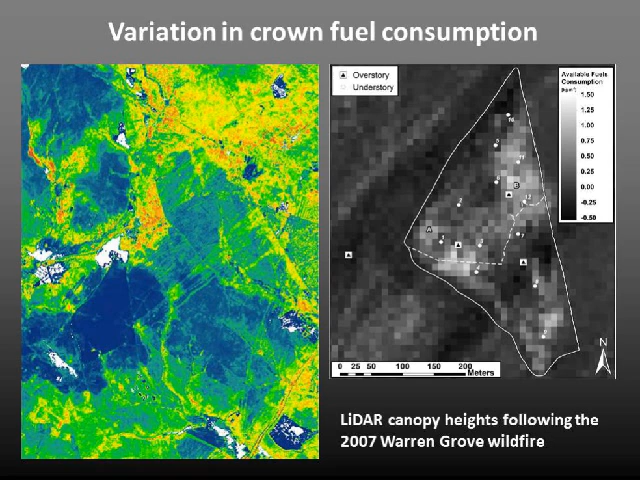 Variation in crown fuel consumption
Overstory
Understory
Available Fuels
Consumption
1.50
1.25
1.00
0.75
0.50
0.25
0.00
-0.25
-0.50
A
B
N
0 25 50 100 150 200
Meters
LiDAR canopy heights following the
2007 Warren Grove wildfire